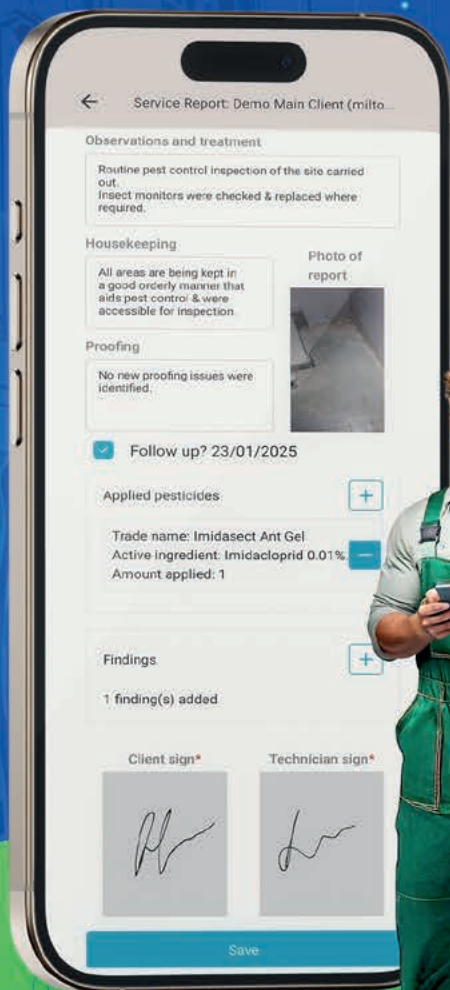 Service Report: Demo Main Client (milto...
Observations and treatment
Routine pest control inspection of the site carried
out.
Insect monitors were checked & replaced where
required.
Housekeeping
All areas are being kept in
a good orderly manner that
aids pest control & were
accessible for inspection
Photo of
report
Proofing
No new proofing issues were
identified.
Follow up? 23/01/2025
Applied pesticides
Trade name: Imidasect Ant Gel
Active ingredient: Imidacloprid 0.01%
Amount applied: 1
Findings
1 finding(s) added
Client sign*
Technician sign*
Save